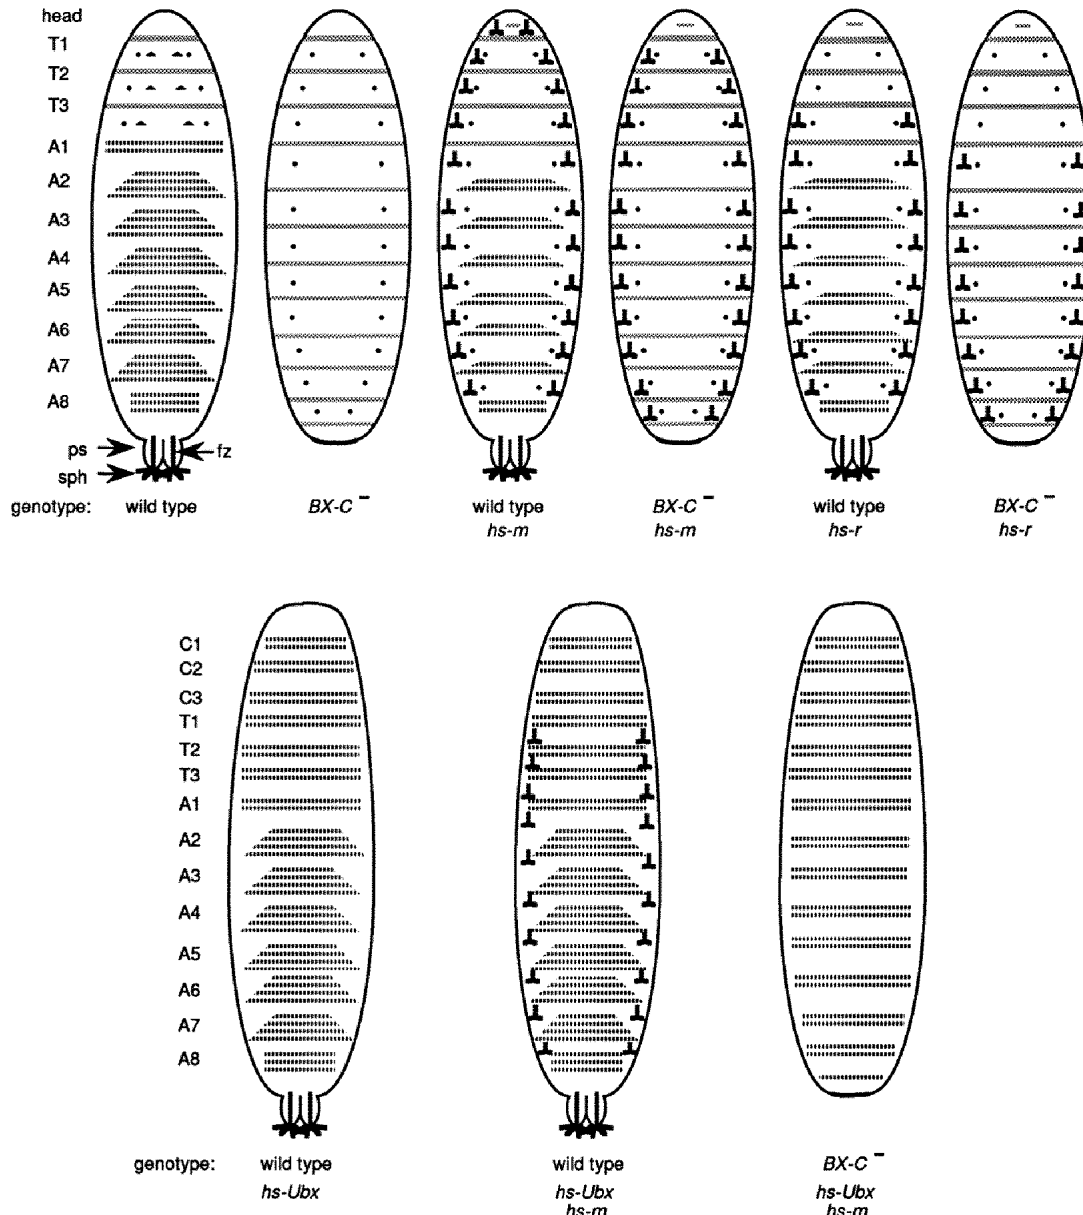 head
T1
T2
T3
A1
A2
A3
A4
A5
A6
A7
A8
ps
fz
sph
genotype: wild type BX-C – wild type BX-C – wild type BX-C –
hs-m hs-m hs-r hs-r
C1
C2
C3
T1
T2
T3
A1
A2
A3
A4
A5
A6
A7
A8
genotype: wild type wild type BX-C –
hs-Ubx hs-Ubx hs-Ubx
hs-m hs-m